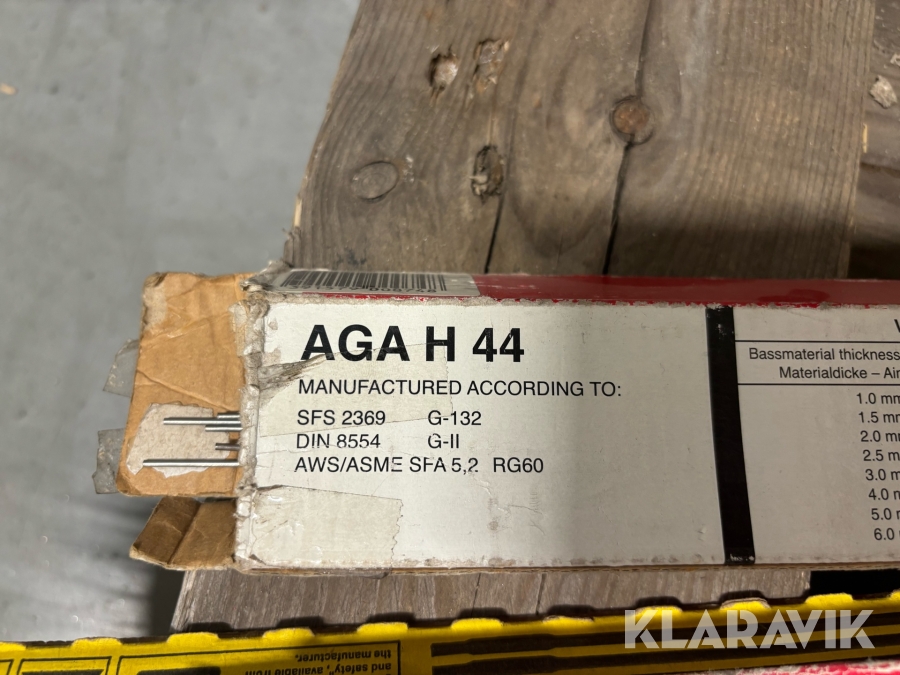 AGA H 44
MANUFACTURED ACCORDING TO:
SFS 2369 G-132
DIN 8554 G-II
AWS/ASME SFA 5,2 RG60
Bassmaterial thickness
Materialdicke – 
1.0 mm
1.5 mm
2.0 mm
2.5 m
3.0 m
4.0 m
5.0 m
6.0
and safety", available from
the manufacturer.
KLARAVIK